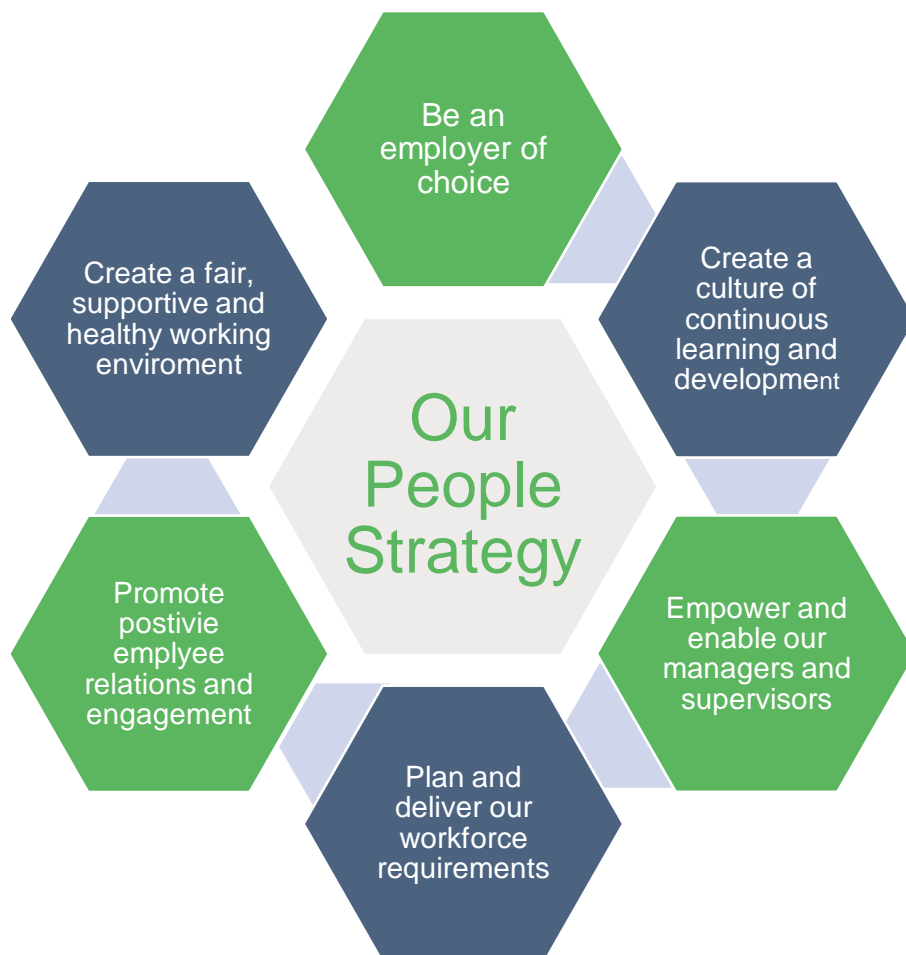 Be an
employer of
choice
Create a
culture of
continuous
learning and
development
Empower and
enable our
managers and
supervisors
Plan and
deliver our
workforce
requirements
Promote
postivie
emplyee
relations and
engagement
Create a fair,
supportive and
healthy working
enviroment
Our
People
Strategy